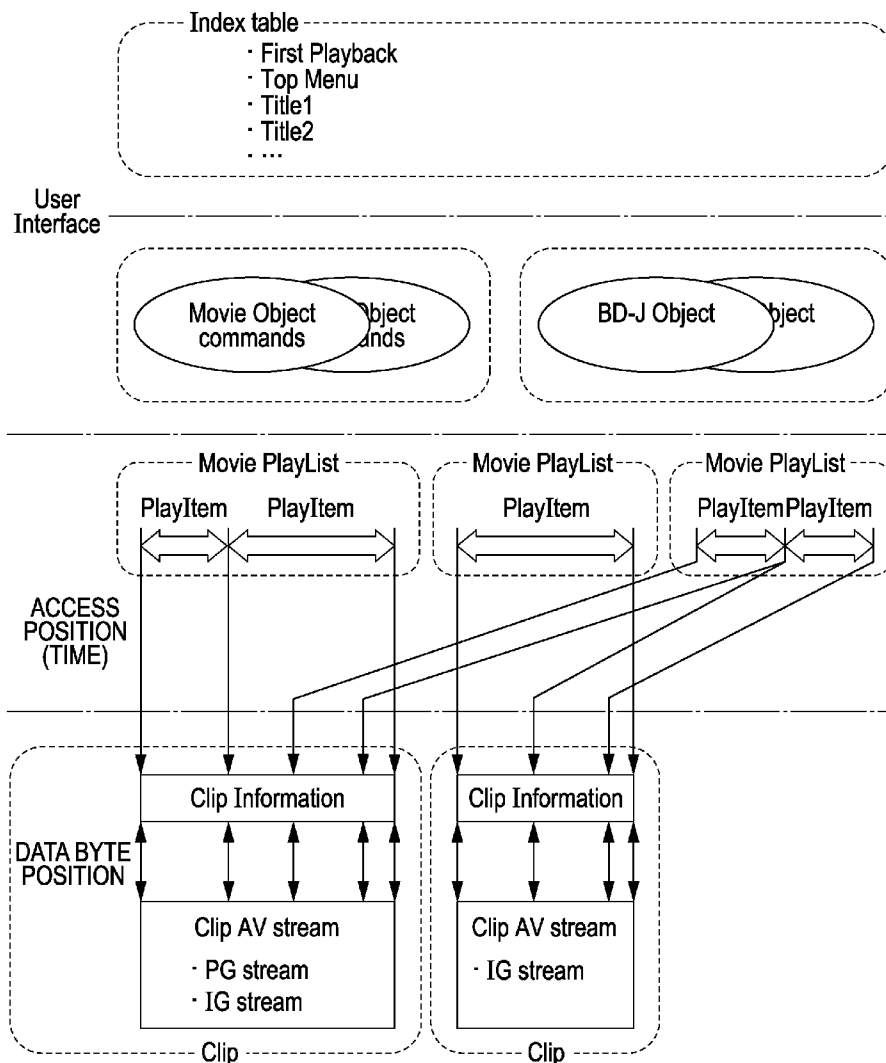 Index table
· First Playback
· Top Menu
· Title1
· Title2
· ...
User
Interface
Movie Object
commands
Object
ands
BD-J Object
ject
Movie PlayList
Movie PlayList
Movie PlayList
PlayItem
PlayItem
PlayItem
PlayItem
PlayItem
ACCESS
POSITION
(TIME)
Clip Information
Clip Information
DATA BYTE
POSITION
Clip AV stream
· PG stream
· IG stream
Clip AV stream
· IG stream
Clip
Clip